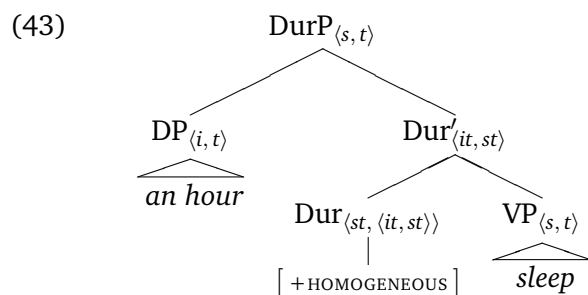 (43) DurP⟨s, t⟩
DP⟨i, t⟩ Dur′⟨it, st⟩
an hour Dur⟨st, ⟨it, st⟩⟩ VP⟨s, t⟩
[ +HOMOGENEOUS ] sleep